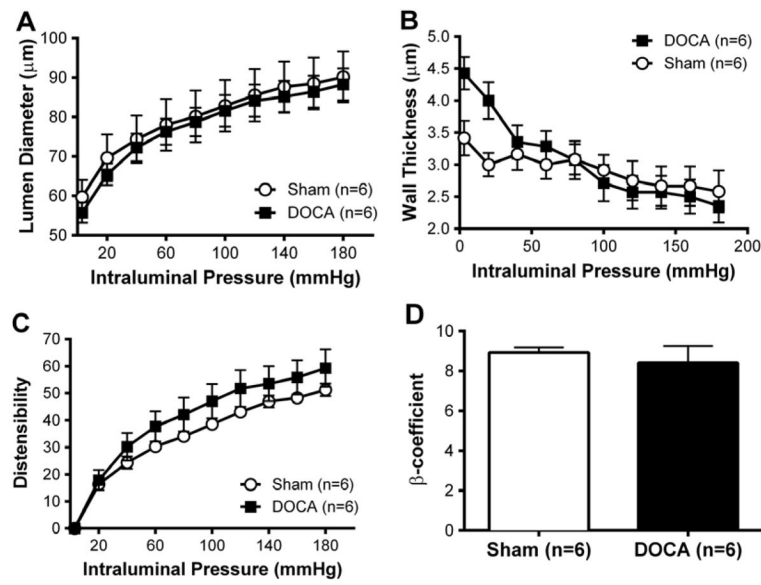 A
Lumen Diameter (μm)
100
90
80
70
60
50
Sham (n=6)
DOCA (n=6)
20 60 100 140 180
Intraluminal Pressure (mmHg)
B
Wall Thickness (μm)
5.0
4.5
4.0
3.5
3.0
2.5
2.0
DOCA (n=6)
Sham (n=6)
0 50 100 150 200
Intraluminal Pressure (mmHg)
C
Distensibility
70
60
50
40
30
20
10
0
Sham (n=6)
DOCA (n=6)
20 60 100 140 180
Intraluminal Pressure (mmHg)
D
β-coefficient
10
8
6
4
2
0
Sham (n=6) DOCA (n=6)